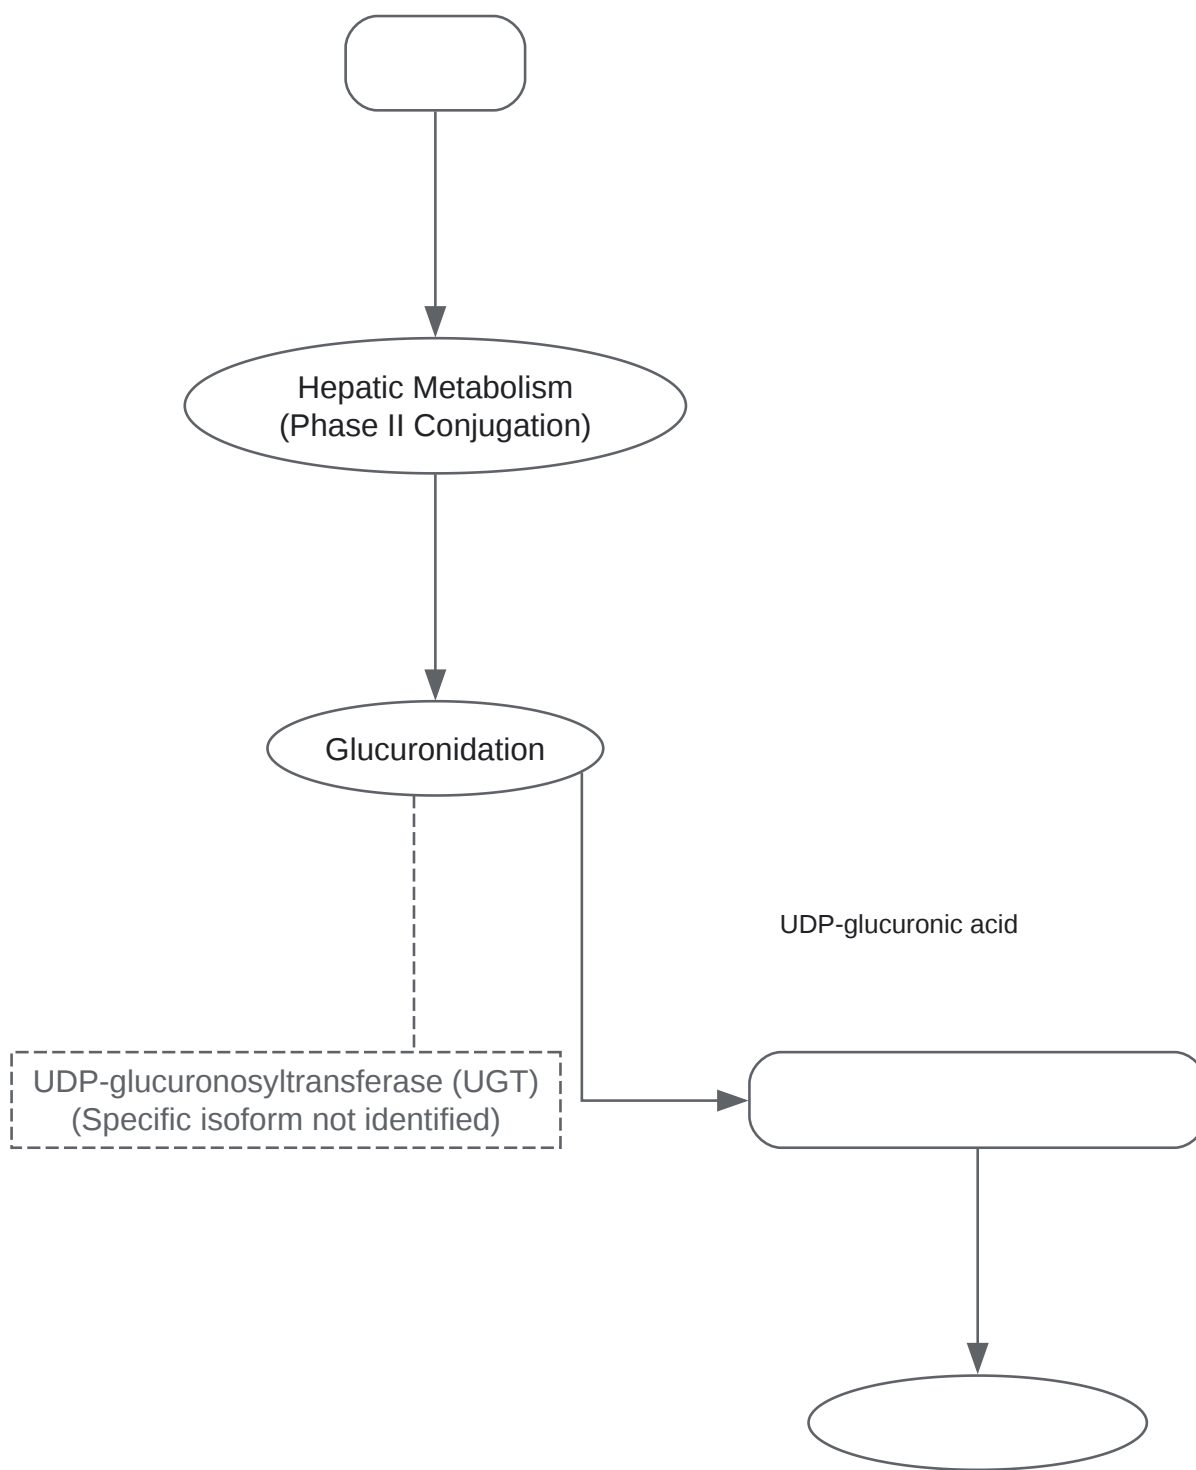 Hepatic Metabolism
(Phase II Conjugation)
Glucuronidation
UDP-glucuronic acid
UDP-glucuronosyltransferase (UGT)
(Specific isoform not identified)